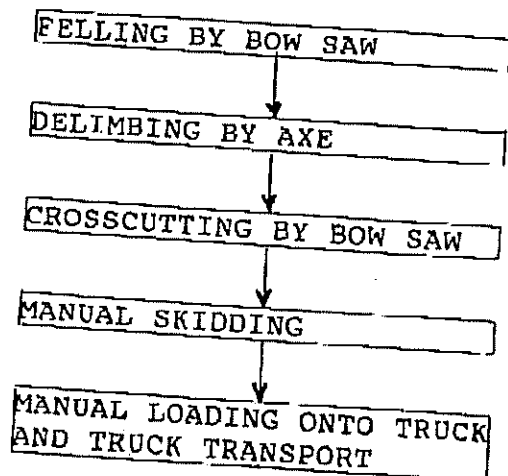 FELLING BY BOW SAW
DELIMBING BY AXE
CROSSCUTTING BY BOW SAW
MANUAL SKIDDING
MANUAL LOADING ONTO TRUCK
AND TRUCK TRANSPORT